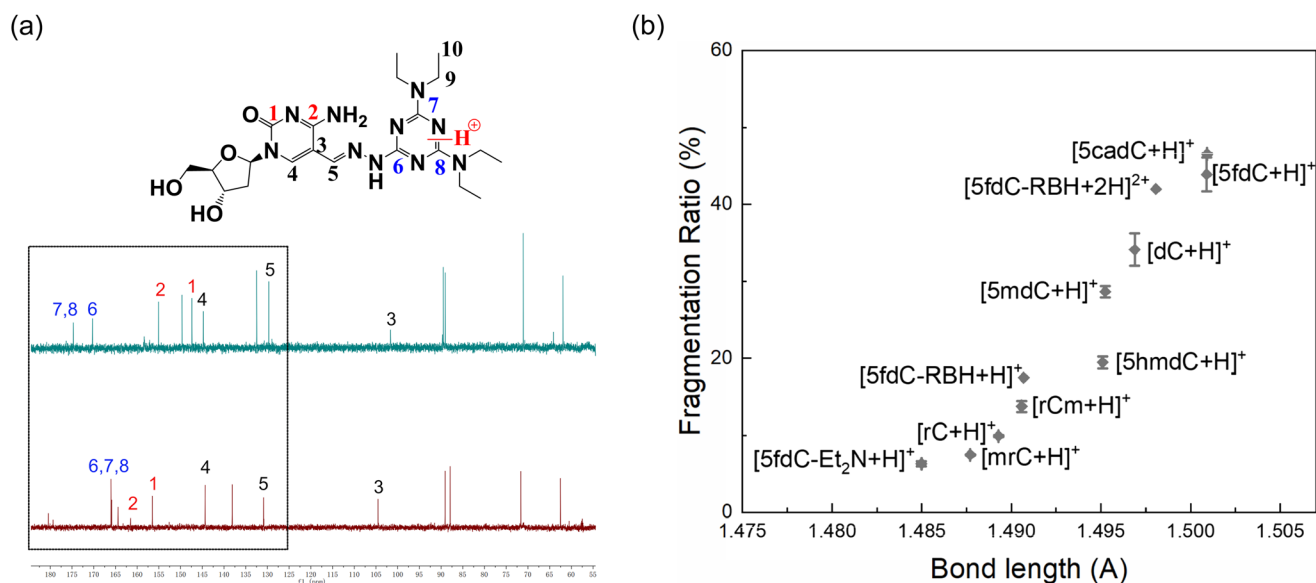 (a)
10
9
N
7
1
N
2
NH₂
O
N
N
H⊕
N
3
N
N
N
O
N
4
5
N
H
6
N
8
HO
HO
7,8
6
2
1
4
5
3
6,7,8
2
1
4
5
3
180 175 170 165 160 155 150 145 140 135 130 125 120 115 110 105 100 95 90 85 80 75 70 65 60 55
(b)
Fragmentation Ratio (%)
60
40
20
0
[5cadC+H]⁺
[5fdC+H]⁺
[5fdC-RBH+2H]²⁺
[dC+H]⁺
[5mdC+H]⁺
[5hmdC+H]⁺
[5fdC-RBH+H]⁺
[rCm+H]⁺
[rC+H]⁺
[mrC+H]⁺
[5fdC-Et₂N+H]⁺
1.475 1.480 1.485 1.490 1.495 1.500 1.505
Bond length (A)